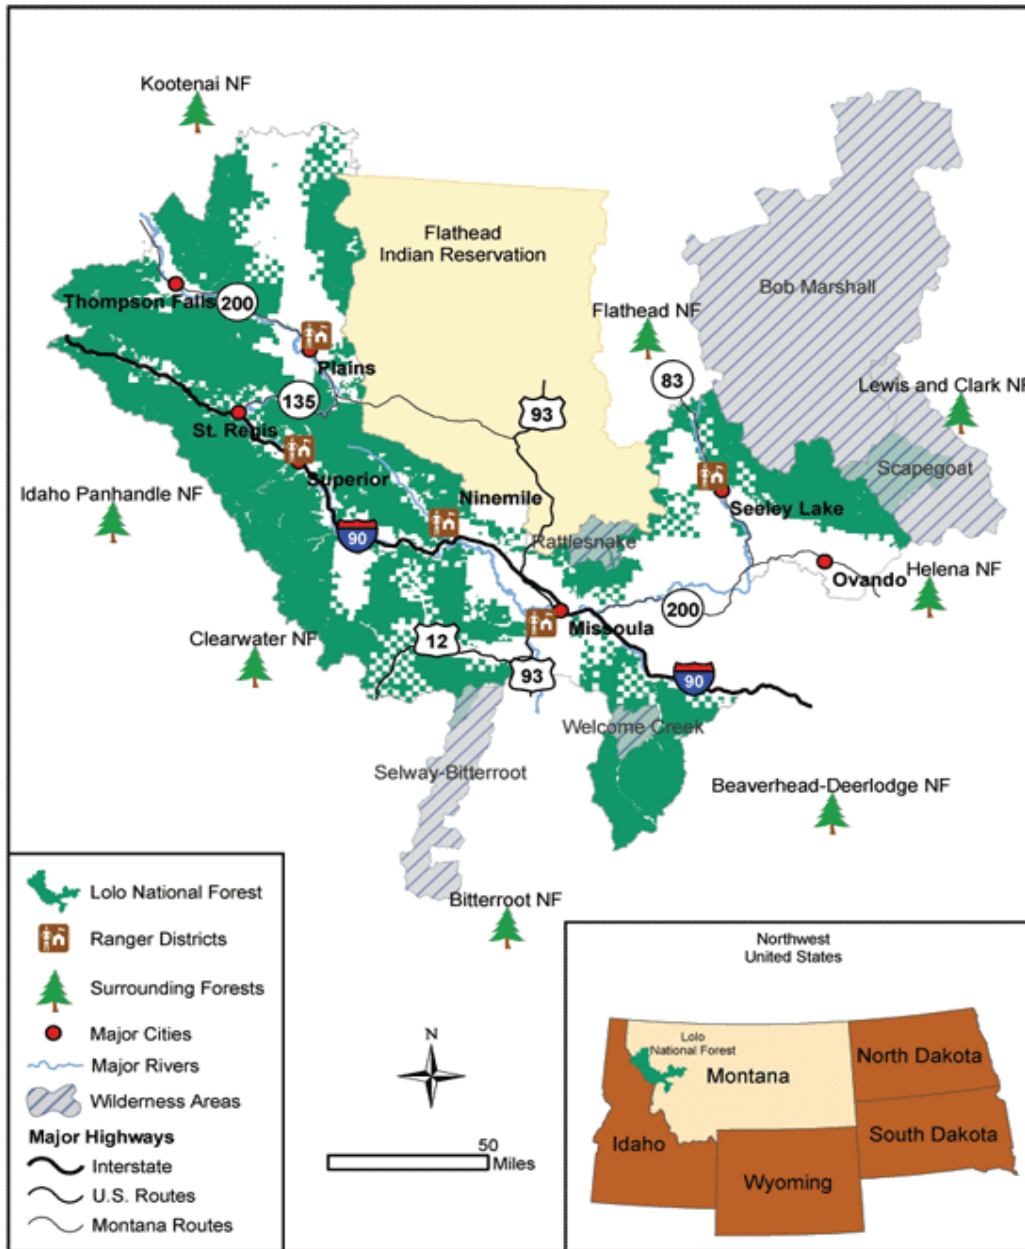 Kootenai NF
Flathead
Indian Reservation
Bob Marshall
Thompson Falls
200
Flathead NF
Plains
83
Lewis and Clark NF
135
93
St. Regis
Scapegoat
Superior
Idaho Panhandle NF
Ninemile
Seeley Lake
90
Rattlesnake
Ovando
Helena NF
200
Missoula
Clearwater NF
12
93
90
Welcome Creek
Selway-Bitterroot
Beaverhead-Deerlodge NF
Bitterroot NF
Lolo National Forest
Ranger Districts
Surrounding Forests
Major Cities
Major Rivers
Wilderness Areas
Major Highways
Interstate
U.S. Routes
Montana Routes
N
50
Miles
Northwest
United States
Lolo
National Forest
Montana
North Dakota
South Dakota
Idaho
Wyoming